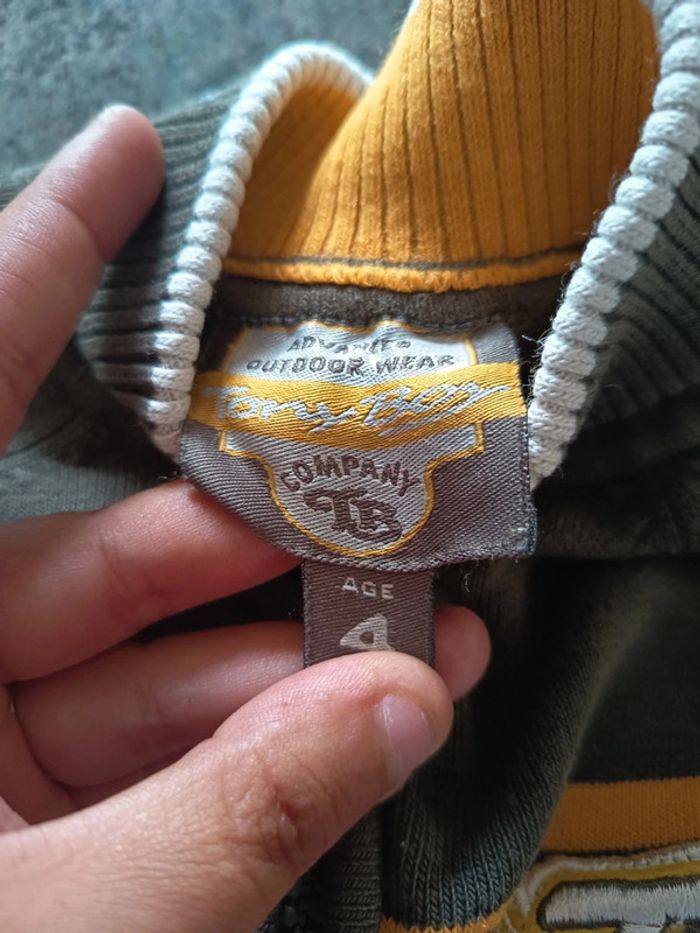 ADVANCED
OUTDOOR WEAR
Tony Boy
COMPANY
TB
AGE
4